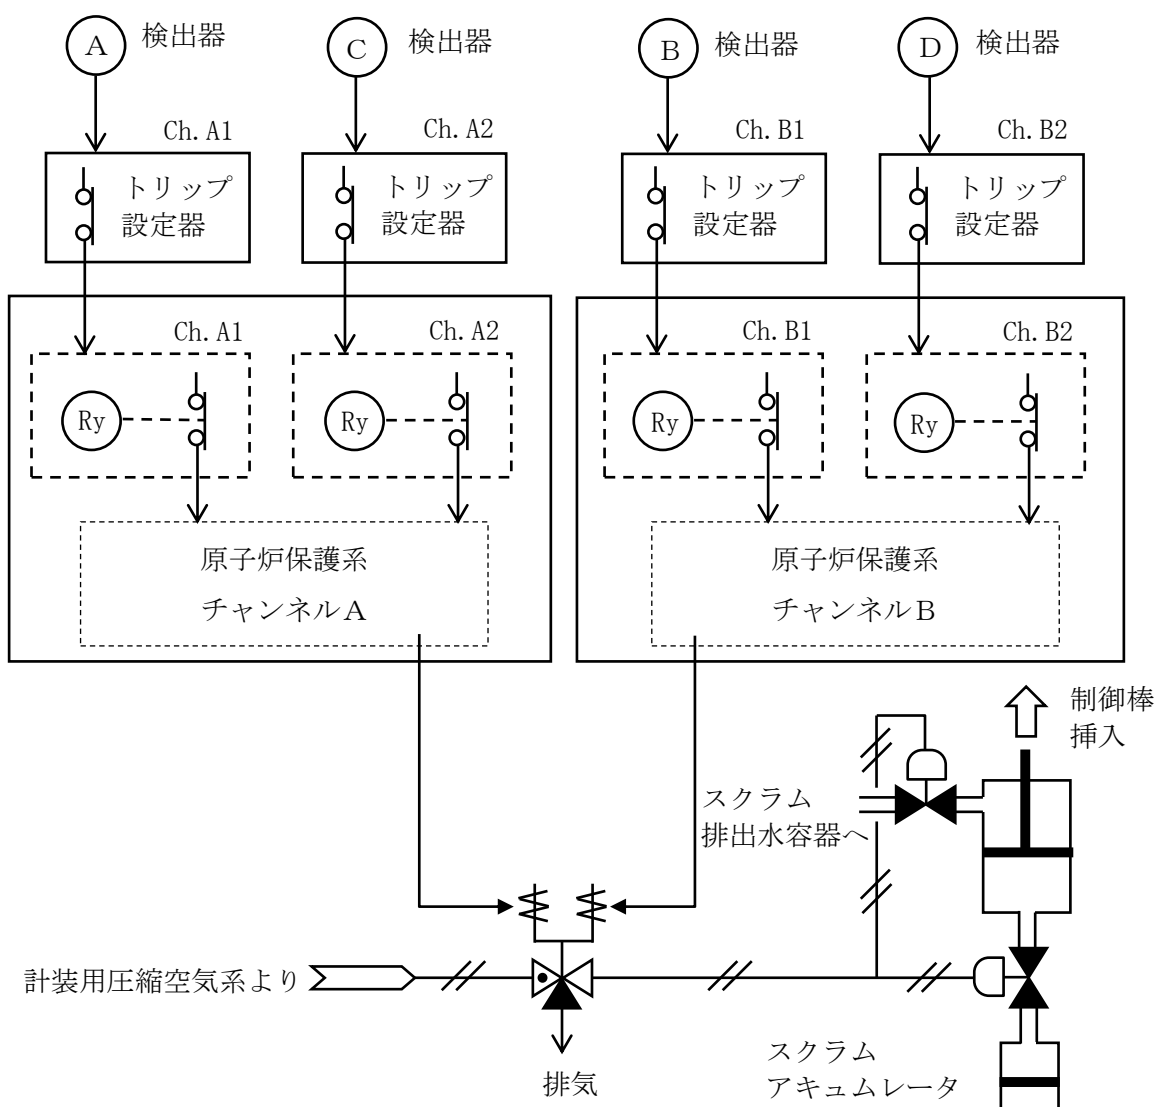 A
検出器
C
検出器
B
検出器
D
検出器
Ch. A1
Ch. A2
Ch. B1
Ch. B2
トリップ
設定器
トリップ
設定器
トリップ
設定器
トリップ
設定器
Ch. A1
Ch. A2
Ch. B1
Ch. B2
Ry
Ry
Ry
Ry
原子炉保護系
チャンネルA
原子炉保護系
チャンネルB
制御棒
挿入
スクラム
排出水容器へ
計装用圧縮空気系より
排気
スクラム
アキュムレータ